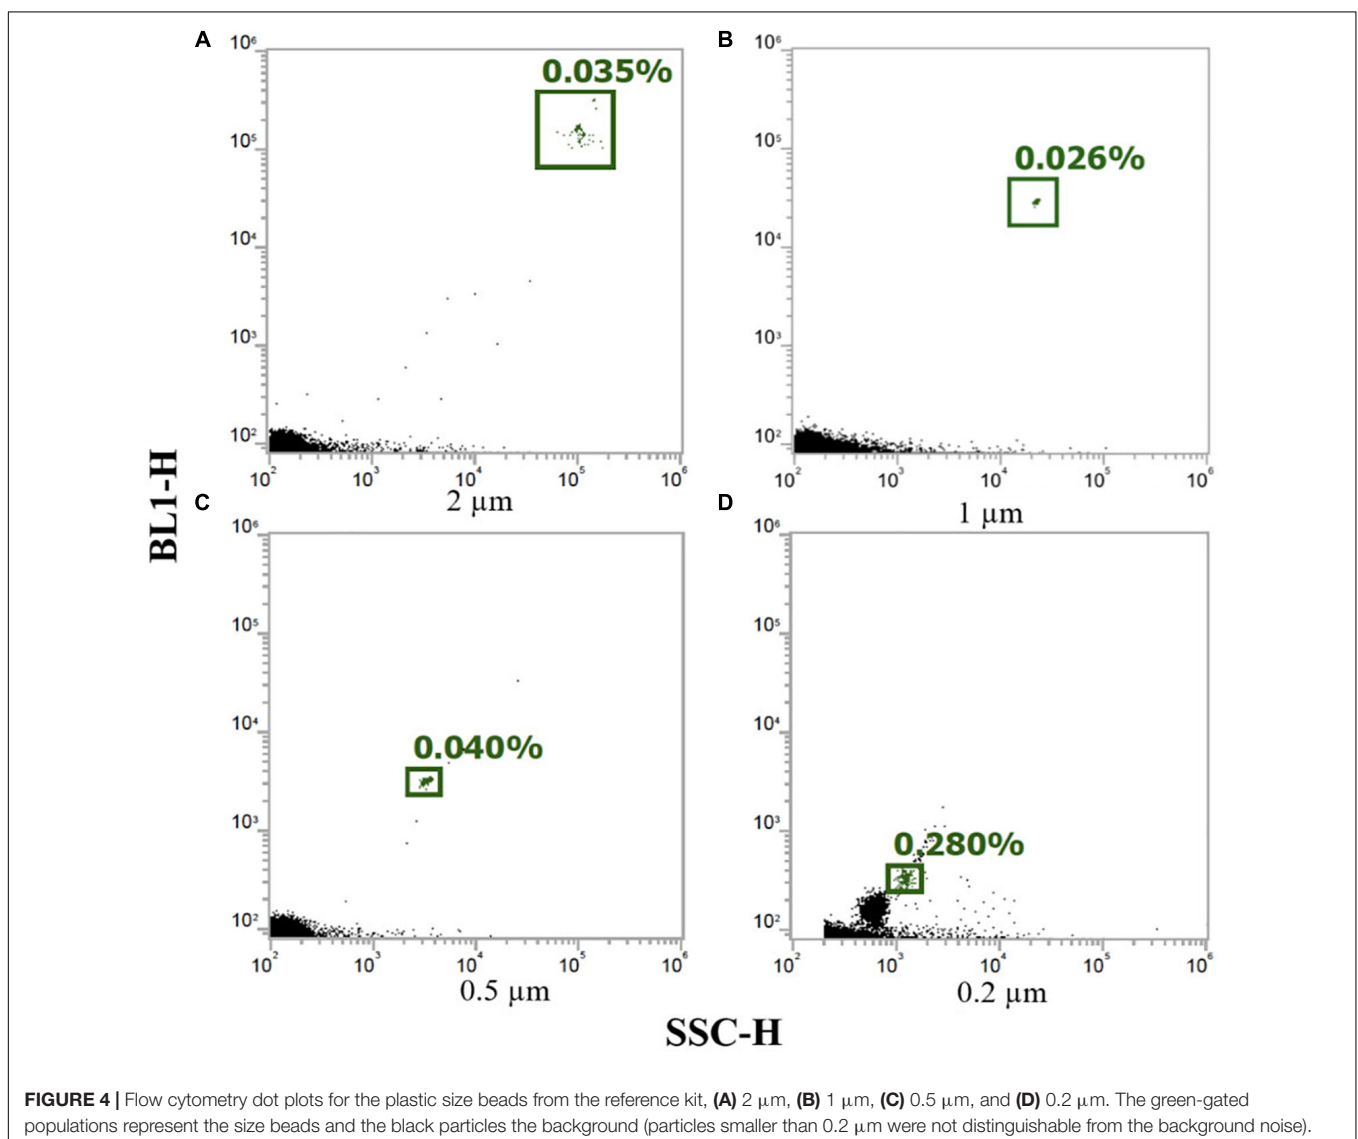 A
B
10⁶
10⁵
10⁴
10³
10²
0.035%
10² 10³ 10⁴ 10⁵ 10⁶
2 µm
10⁶
10⁵
10⁴
10³
10²
0.026%
10² 10³ 10⁴ 10⁵ 10⁶
1 µm
BL1-H
C
D
10⁶
10⁵
10⁴
10³
10²
0.040%
10² 10³ 10⁴ 10⁵ 10⁶
0.5 µm
10⁶
10⁵
10⁴
10³
10²
0.280%
10² 10³ 10⁴ 10⁵ 10⁶
0.2 µm
SSC-H
FIGURE 4 | Flow cytometry dot plots for the plastic size beads from the reference kit, (A) 2 µm, (B) 1 µm, (C) 0.5 µm, and (D) 0.2 µm. The green-gated
populations represent the size beads and the black particles the background (particles smaller than 0.2 µm were not distinguishable from the background noise).